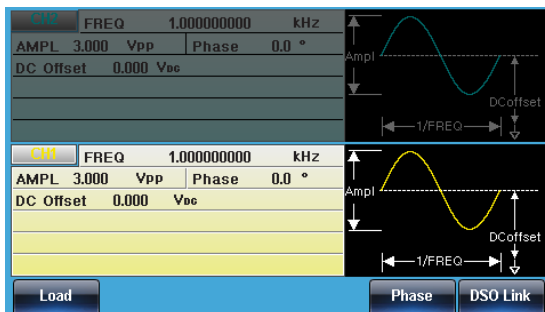 CH2 FREQ 1.000000000 kHz
AMPL 3.000 Vpp Phase 0.0 °
DC Offset 0.000 VDC
Ampl
DCoffset
1/FREQ
CH1 FREQ 1.000000000 kHz
AMPL 3.000 Vpp Phase 0.0 °
DC Offset 0.000 VDC
Ampl
DCoffset
1/FREQ
Load Phase DSO Link